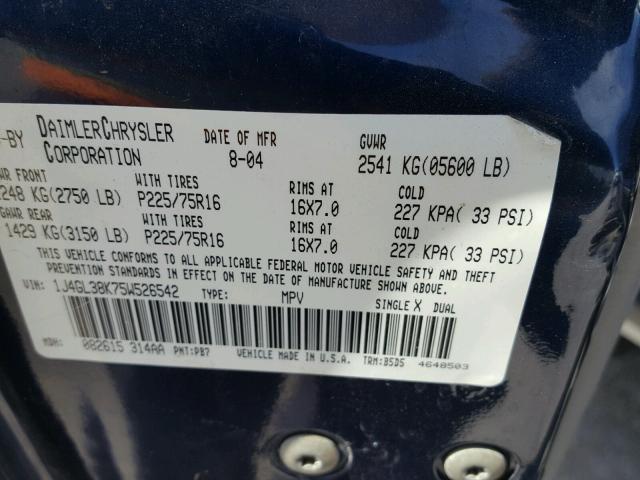 -BY DAIMLERCHRYSLER CORPORATION DATE OF MFR 8-04 GVWR 2541 KG(05600 LB)
WR FRONT WITH TIRES RIMS AT COLD
248 KG(2750 LB) P225/75R16 16X7.0 227 KPA( 33 PSI)
GAWR REAR WITH TIRES RIMS AT COLD
1429 KG(3150 LB) P225/75R16 16X7.0 227 KPA( 33 PSI)
THIS VEHICLE CONFORMS TO ALL APPLICABLE FEDERAL MOTOR VEHICLE SAFETY AND THEFT
PREVENTION STANDARDS IN EFFECT ON THE DATE OF MANUFACTURE SHOWN ABOVE.
VIN: 1J4GL38K75W526542 TYPE: MPV SINGLE X DUAL
MDH: 082615 314AA PNT:PB7 VEHICLE MADE IN U.S.A. TRM:B5D5 4648503